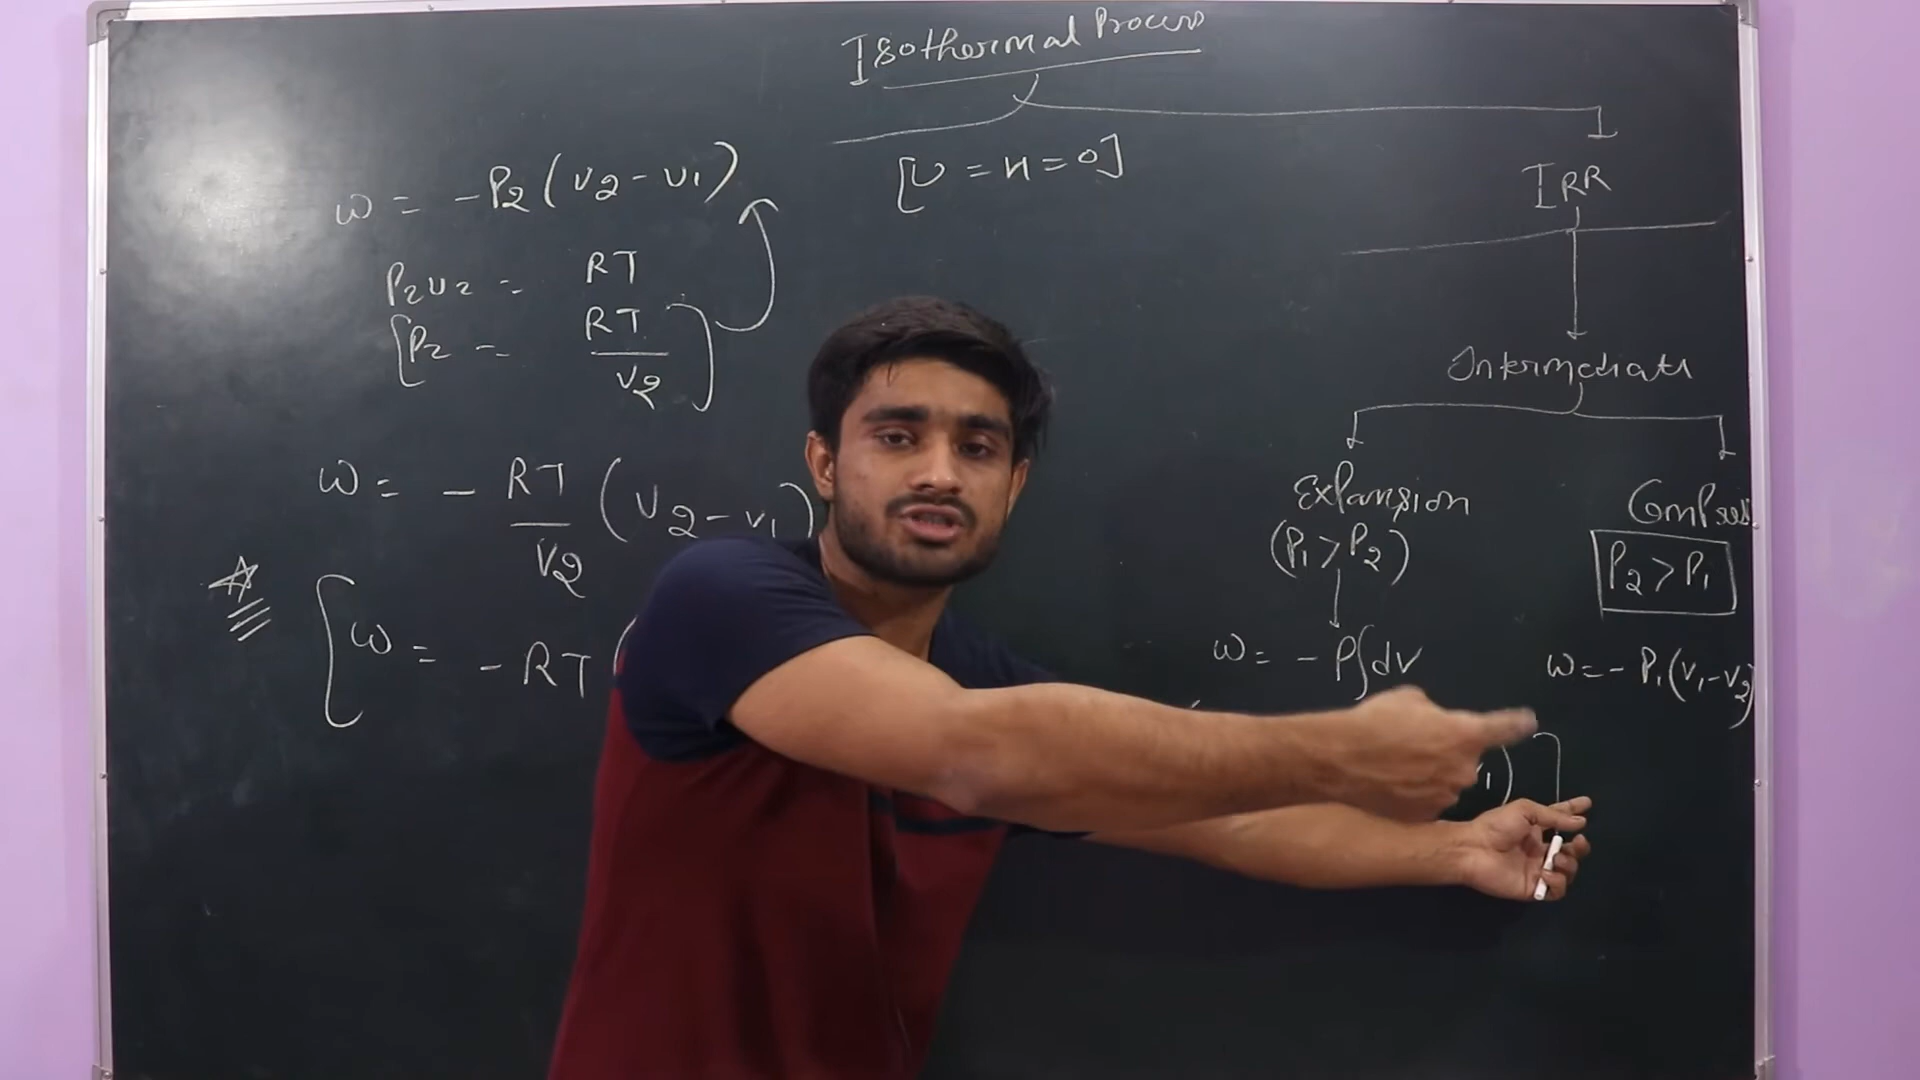 Isothermal Process
[U = H = 0]
W = -P2 (V2 - V1)
P2V2 = RT
[P2 = RT/V2]
W = - RT/V2 (V2 - V1)
[W = -RT (
IRR
Intermediate
Expansion
(P1 > P2)
W = - P∫dV
V1)
P2 > P1
W = - P1 (V1 - V2)